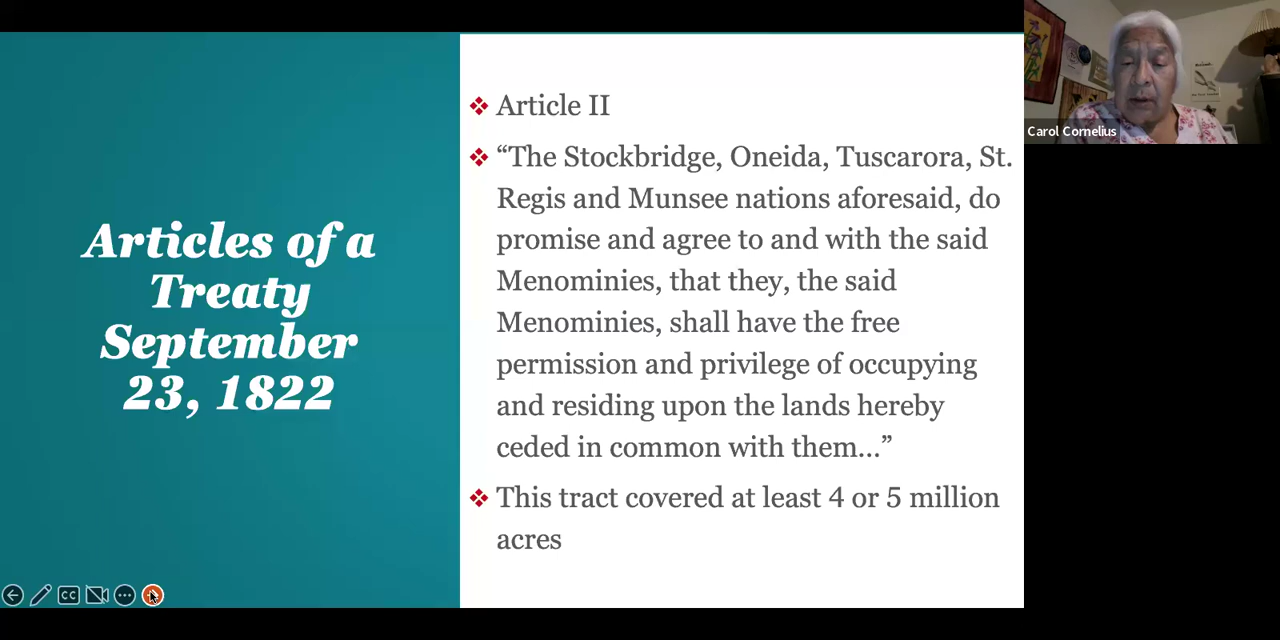 Articles of a
Treaty
September
23, 1822
Article II
“The Stockbridge, Oneida, Tuscarora, St.
Regis and Munsee nations aforesaid, do
promise and agree to and with the said
Menominies, that they, the said
Menominies, shall have the free
permission and privilege of occupying
and residing upon the lands hereby
ceded in common with them…”
This tract covered at least 4 or 5 million
acres
Carol Cornelius
CC